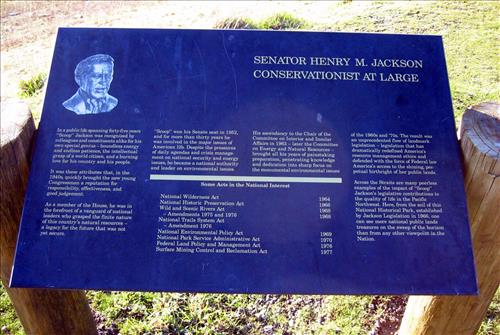 SENATOR HENRY M. JACKSON
CONSERVATIONIST AT LARGE
In a public life spanning forty-five years
"Scoop" Jackson was recognized by
colleagues and constituents alike for his
own special genius - boundless energy
and endless patience, the intellectual
grasp of a world citizen, and a burning
love for his country and his people.
It was these attributes that, in the
1940s, quickly brought the new young
Congressman a reputation for
responsibility, effectiveness, and
good judgement.
As a member of the House, he was in
the forefront of a vanguard of national
leaders who grasped the finite nature
of this country's natural resources -
a legacy for the future that was not
yet secure.
"Scoop" won his Senate seat in 1952,
and for more than thirty years he
was involved in the major issues of
American life. Despite the pressures
of daily agendas and crisis manage-
ment on national security and energy
issues, he became a national authority
and leader on environmental issues.
His ascendancy to the Chair of the
Committee on Interior and Insular
Affairs in 1963 - later the Committee
on Energy and Natural Resources -
brought all his years of painstaking
preparation, penetrating knowledge
and dedication into sharp focus on
the monumental environmental issues
of the 1960s and '70s. The result was
an unprecedented flow of landmark
legislation - legislation that has
dramatically redefined American
resource management ethics and
defended with the force of Federal law
America's access to the shining, per-
petual birthright of her public lands.
Across the Senate are many peerless
examples of the impact of "Scoop"
Jackson's legislative contributions to
the quality of life in the Pacific
Northwest. Here, from the soil of this
National Historical Park, established
by Jackson Legislation in 1966, one
can see more national public lands
treasures on the sweep of the horizon
than from any other viewpoint in the
Nation.
Some Acts in the National Interest
National Wilderness Act 1964
National Historic Preservation Act 1966
Wild and Scenic Rivers Act 1968
- Amendments 1975 and 1976
National Trails System Act 1968
- Amendment 1976
National Environmental Policy Act 1969
National Park Service Administrative Act 1970
Federal Land Policy and Management Act 1976
Surface Mining Control and Reclamation Act 1977